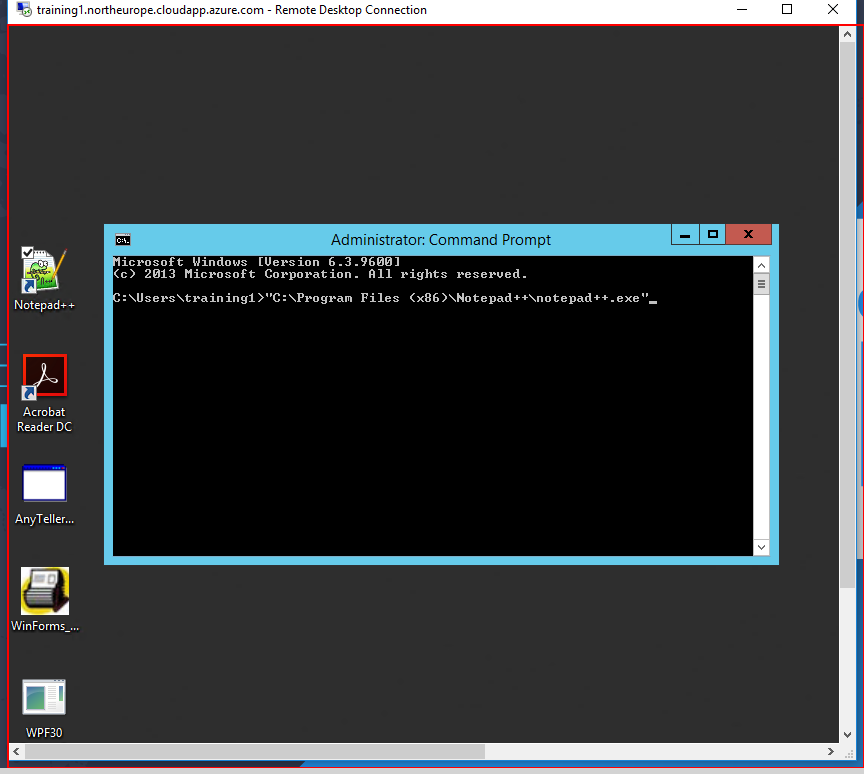 training1.northeurope.cloudapp.azure.com - Remote Desktop Connection
Administrator: Command Prompt
Microsoft Windows [Version 6.3.9600]
(c) 2013 Microsoft Corporation. All rights reserved.
C:\Users\training1>"C:\Program Files (x86)\Notepad++\notepad++.exe"_
Notepad++
Acrobat
Reader DC
AnyTeller...
WinForms_...
WPF30